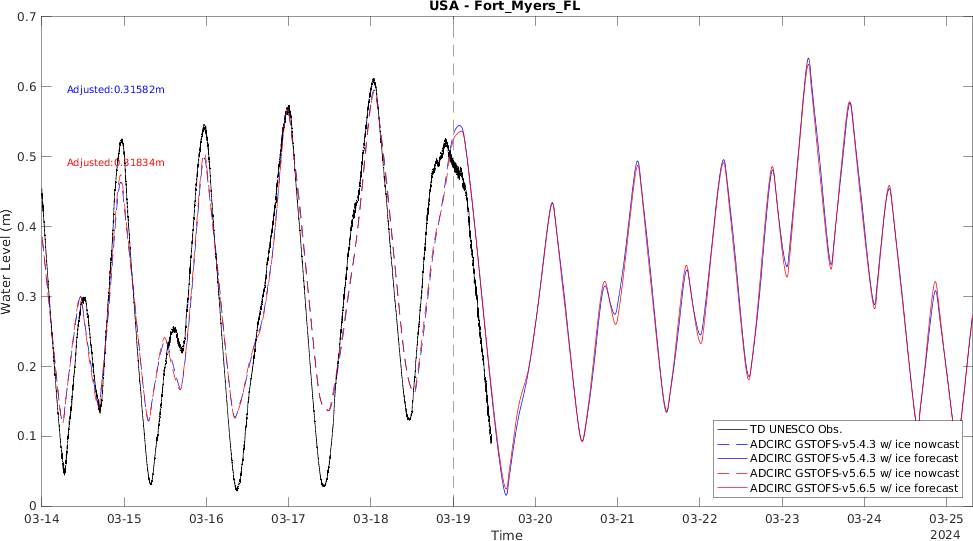 USA - Fort_Myers_FL
0.7
0.6
0.5
0.4
0.3
0.2
0.1
0
Water Level (m)
Adjusted:0.31582m
Adjusted:0.31834m
TD UNESCO Obs.
ADCIRC GSTOFS-v5.4.3 w/ ice nowcast
ADCIRC GSTOFS-v5.4.3 w/ ice forecast
ADCIRC GSTOFS-v5.6.5 w/ ice nowcast
ADCIRC GSTOFS-v5.6.5 w/ ice forecast
03-14 03-15 03-16 03-17 03-18 03-19 03-20 03-21 03-22 03-23 03-24 03-25
Time
2024